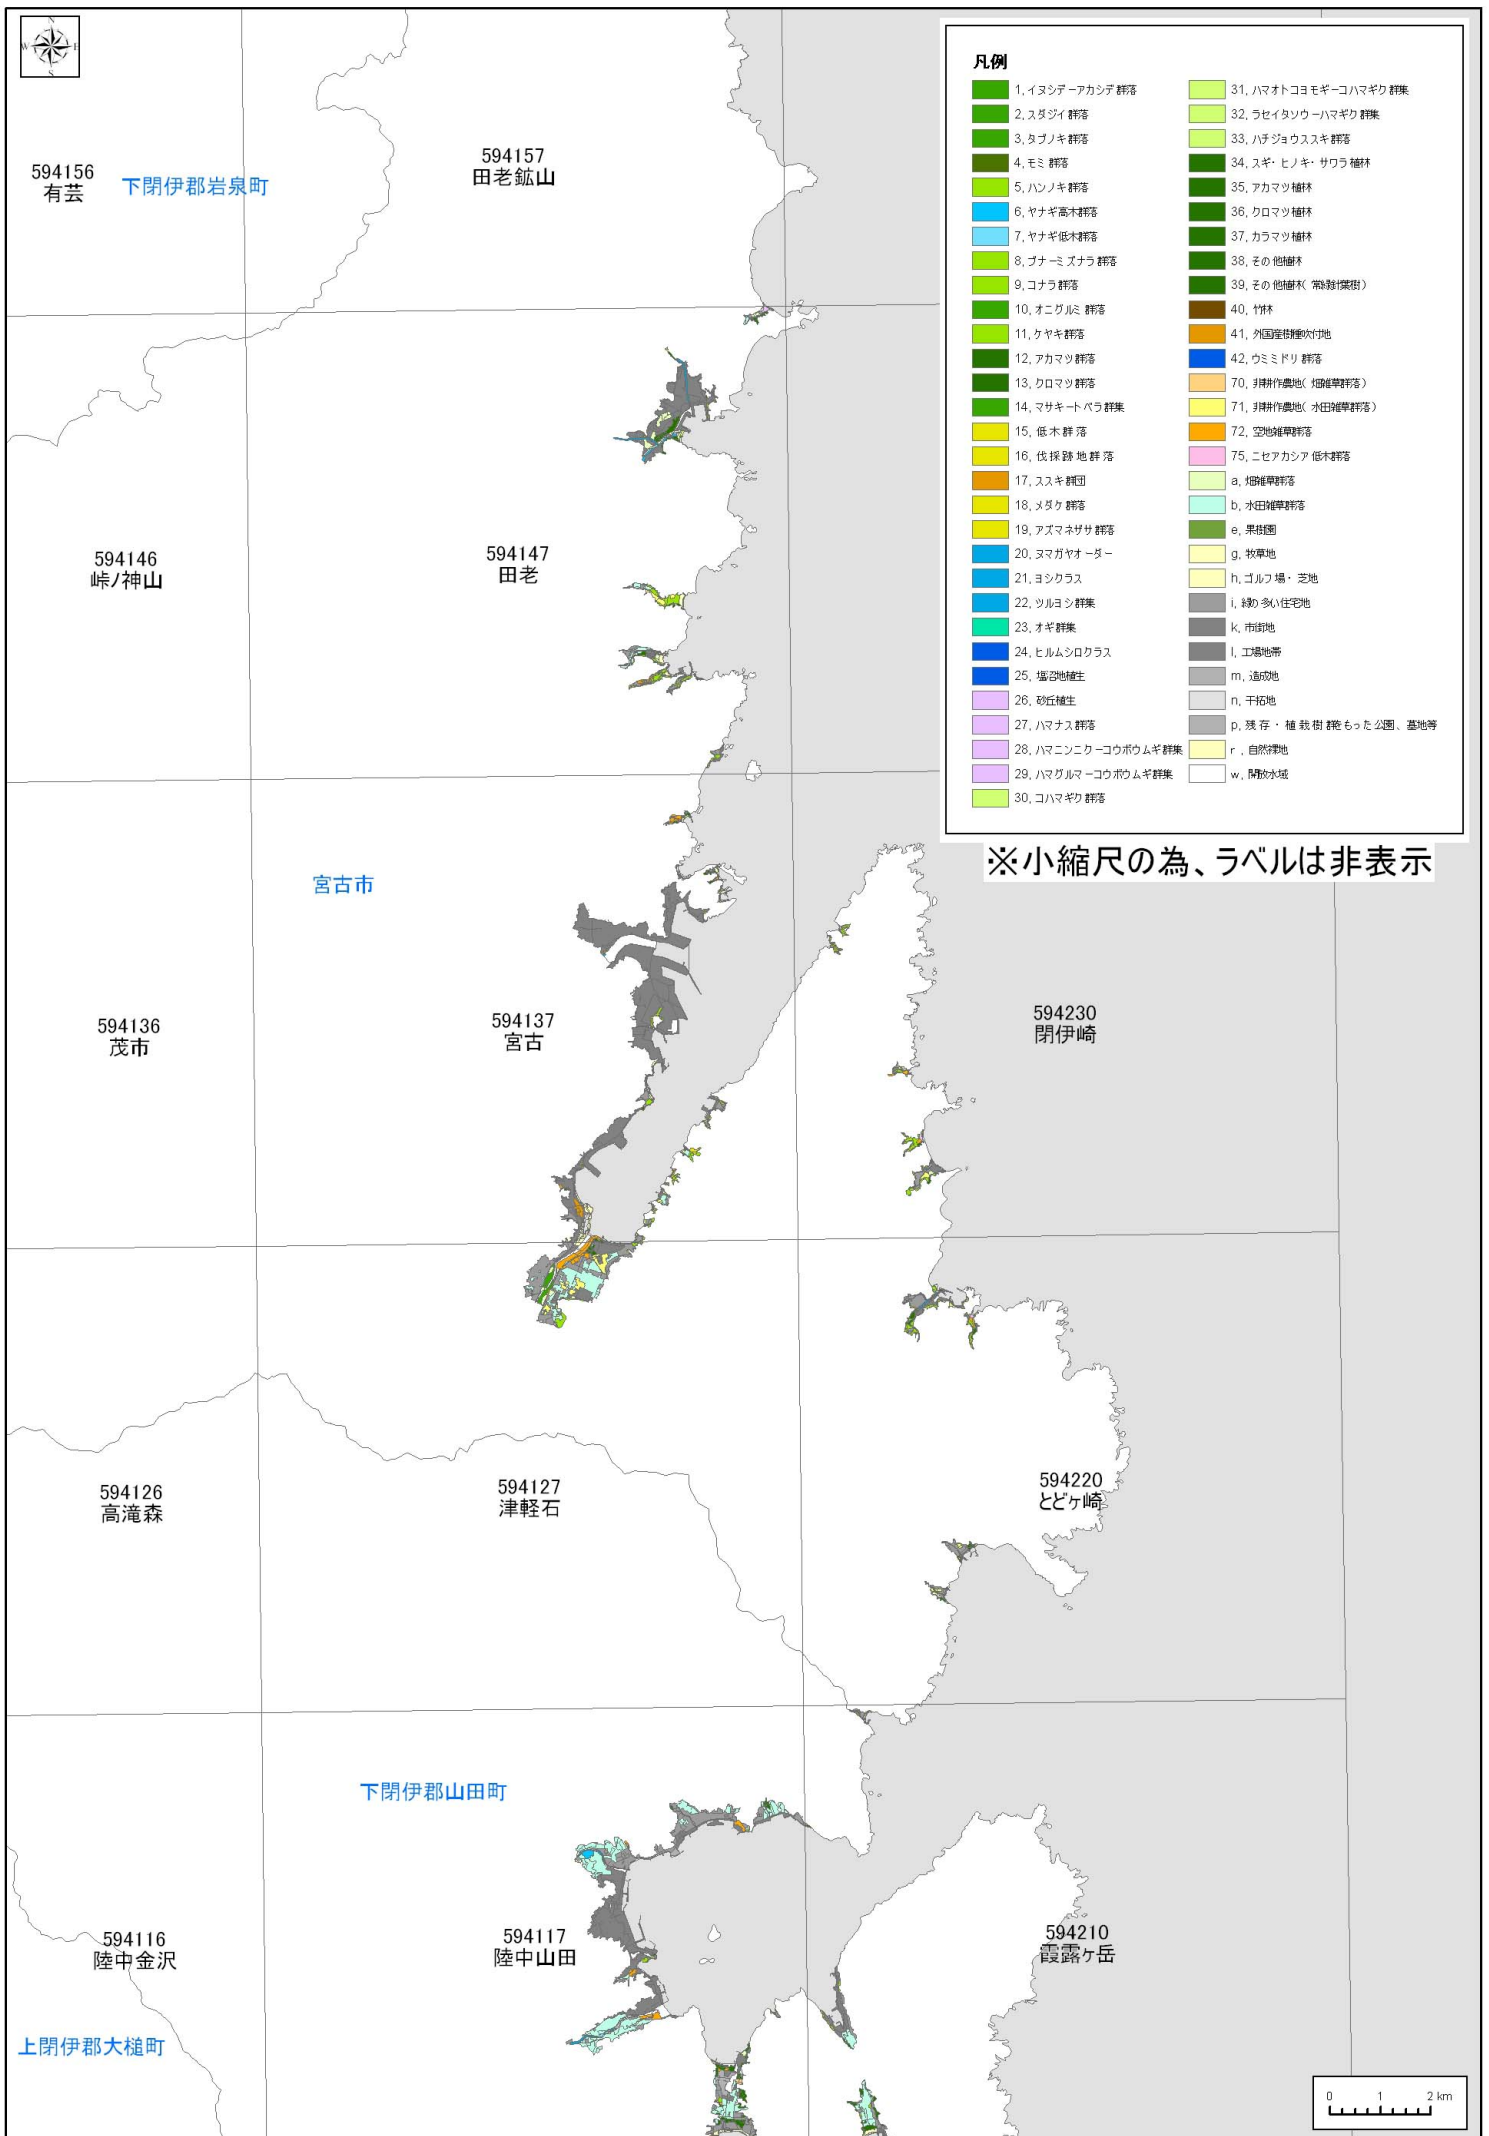 N
W E
S
凡例
1, イヌシデーアカシデ群落
2, スダジイ群落
3, タブノキ群落
4, モミ群落
5, ハンノキ群落
6, ヤナギ高木群落
7, ヤナギ低木群落
8, ブナーミズナラ群落
9, コナラ群落
10, オニグルミ群落
11, ケヤキ群落
12, アカマツ群落
13, クロマツ群落
14, マサキートベラ群集
15, 低木群落
16, 伐採跡地群落
17, ススキ群団
18, メダケ群落
19, アズマネザサ群落
20, ヌマガヤオーダー
21, ヨシクラス
22, ツルヨシ群集
23, オギ群集
24, ヒルムシロクラス
25, 塩沼地植生
26, 砂丘植生
27, ハマナス群落
28, ハマニンニクーコウボウムギ群集
29, ハマグルマーコウボウムギ群集
30, コハマギク群落
31, ハマオトコヨモギーコハマギク群集
32, ラセイタソウーハマギク群集
33, ハチジョウススキ群落
34, スギ・ヒノキ・サワラ植林
35, アカマツ植林
36, クロマツ植林
37, カラマツ植林
38, その他植林
39, その他植林(常緑針葉樹)
40, 竹林
41, 外国産樹種吹付地
42, ウミミドリ群落
70, 非耕作農地(畑雑草群落)
71, 非耕作農地(水田雑草群落)
72, 空地雑草群落
75, ニセアカシア低木群落
a, 畑雑草群落
b, 水田雑草群落
e, 果樹園
g, 牧草地
h, ゴルフ場・芝地
i, 緑の多い住宅地
k, 市街地
l, 工場地帯
m, 造成地
n, 干拓地
p, 残存・植栽樹群をもった公園、墓地等
r, 自然裸地
w, 開放水域
※小縮尺の為、ラベルは非表示
594156
有芸
下閉伊郡岩泉町
594157
田老鉱山
594146
峠ノ神山
594147
田老
宮古市
594136
茂市
594137
宮古
594230
閉伊崎
594126
高滝森
594127
津軽石
594220
とどヶ崎
下閉伊郡山田町
594116
陸中金沢
594117
陸中山田
594210
霞露ヶ岳
上閉伊郡大槌町
0 1 2 km